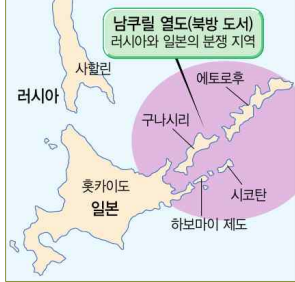 남쿠릴 열도(북방 도서)
러시아와 일본의 분쟁 지역
사할린
러시아
에토로후
구나시리
홋카이도
일본
시코탄
하보마이 제도